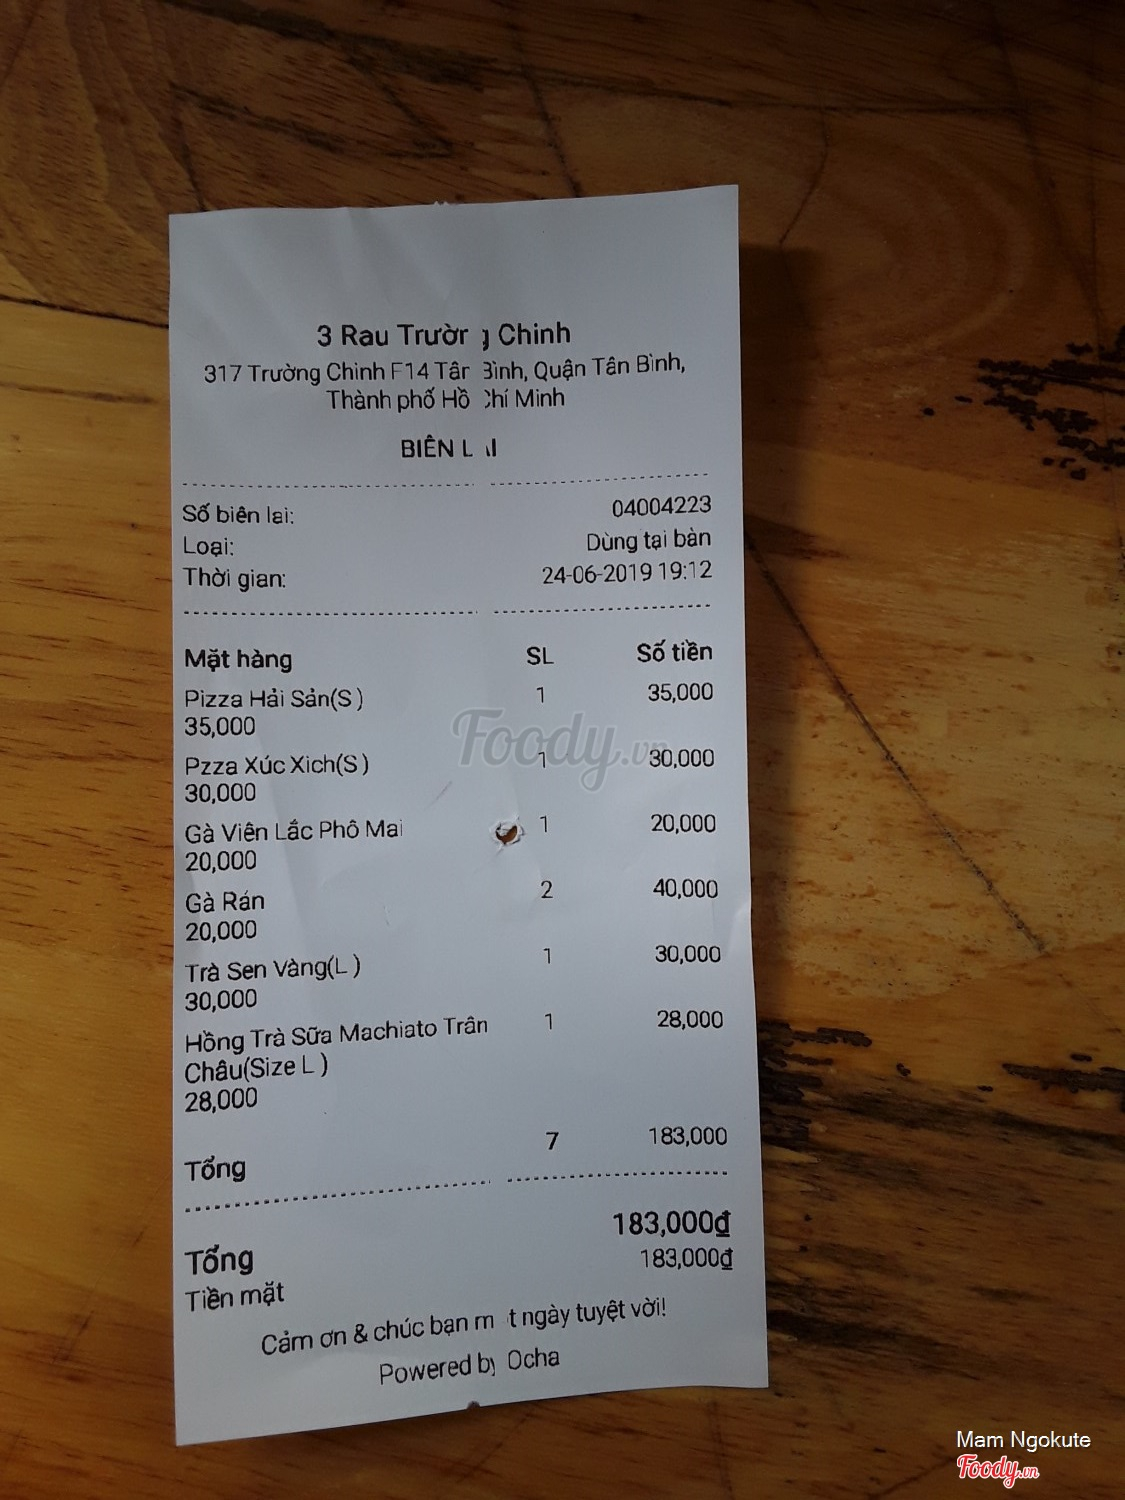 3 Rau Trường Chinh
317 Trường Chinh F14 Tân Bình, Quận Tân Bình,
Thành phố Hồ Chí Minh
BIÊN LAI
Số biên lai: 04004223
Loại: Dùng tại bàn
Thời gian: 24-06-2019 19:12
Mặt hàng SL Số tiền
Pizza Hải Sản(S ) 1 35,000
35,000
Pzza Xúc Xich(S ) 1 30,000
30,000
Gà Viên Lắc Phô Mai 1 20,000
20,000
Gà Rán 2 40,000
20,000
Trà Sen Vàng(L ) 1 30,000
30,000
Hồng Trà Sữa Machiato Trân 1 28,000
Châu(Size L )
28,000
Tổng 7 183,000
Tổng 183,000₫
Tiền mặt 183,000₫
Cảm ơn & chúc bạn một ngày tuyệt vời!
Powered by Ocha
Foody.vn
Mam Ngokute
Foody.vn